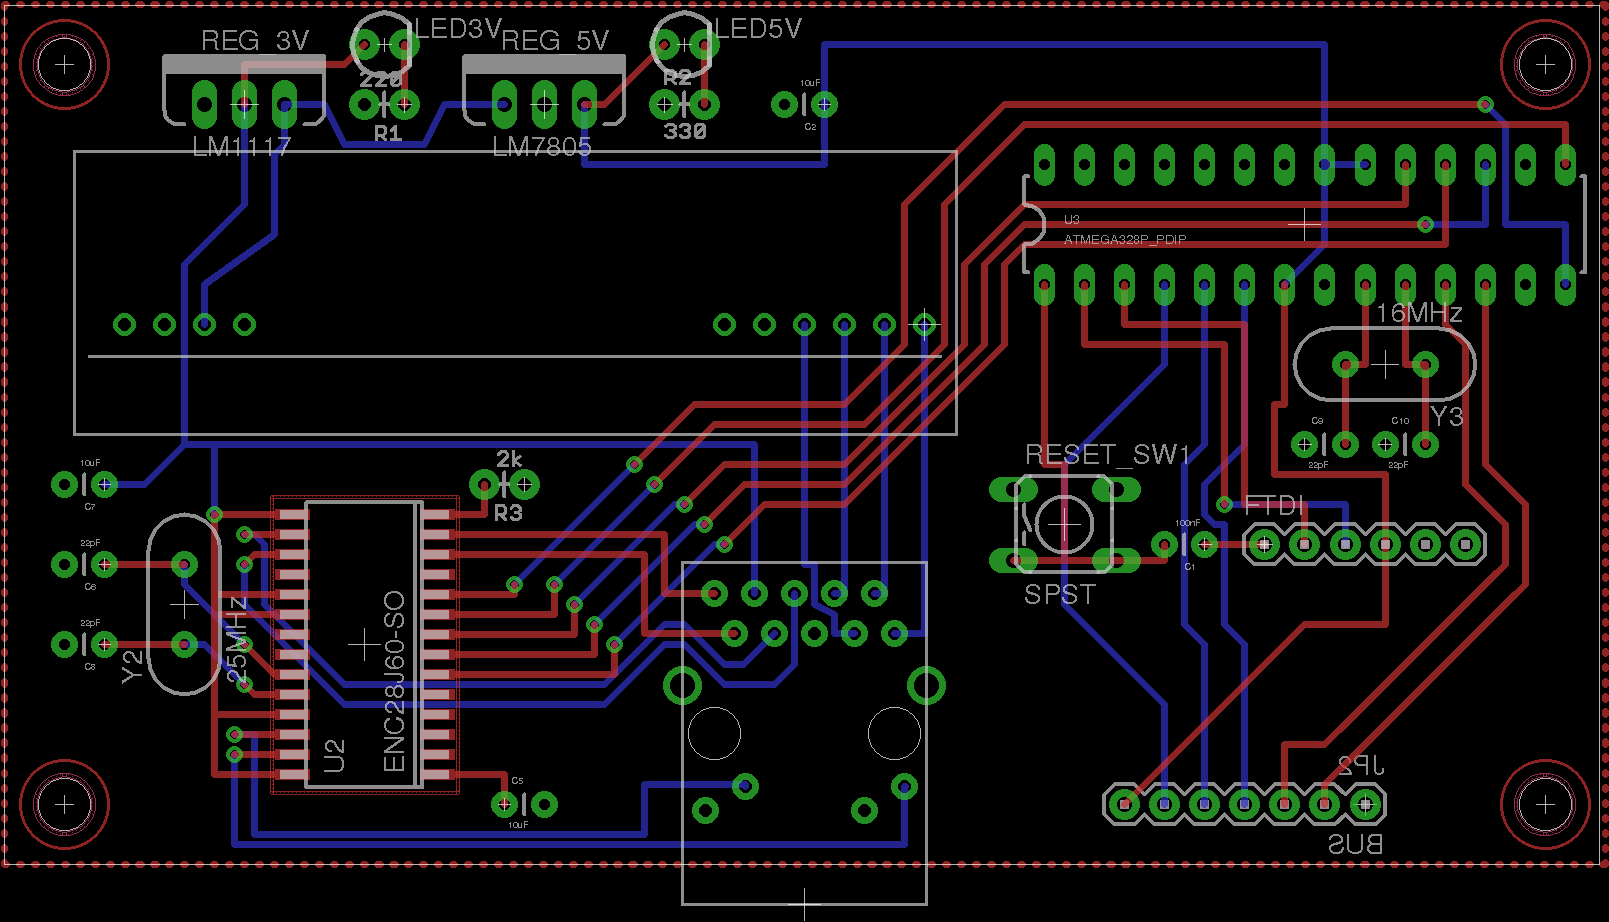 LED3V
LED5V
REG 3V
REG 5V
220
R1
R2
330
10uF
C2
LM1117
LM7805
U3
ATMEGA328P_PDIP
16MHz
Y3
C9
22pF
C10
22pF
RESET_SW1
SPST
100nF
C1
FTDI
10uF
C7
2k
R3
22pF
C6
22pF
C8
Y2
25MHz
U2
ENC28J60-SO
C5
10uF
JP2
BUS